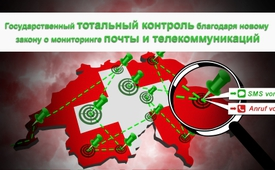 Государственный тотальный контроль благодаря новому
закону о мониторинге почты и телекоммуникаций
SMS vor
Anruf vo